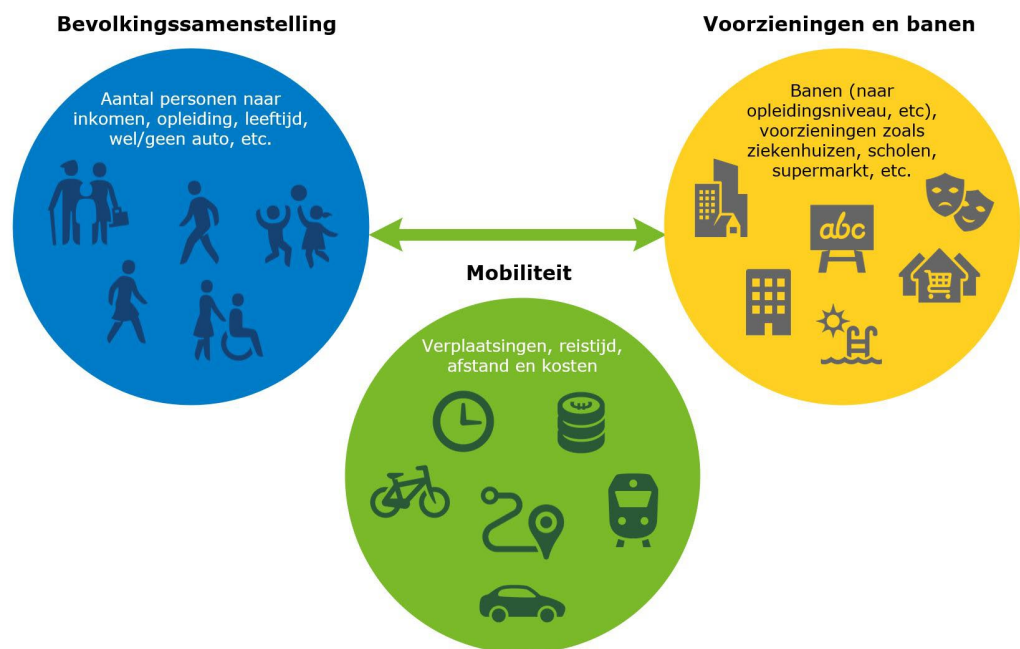 Bevolkingssamenstelling
Aantal personen naar
inkomen, opleiding, leeftijd,
wel/geen auto, etc.
Voorzieningen en banen
Banen (naar
opleidingsniveau, etc),
voorzieningen zoals
ziekenhuizen, scholen,
supermarkt, etc.
abc
Mobiliteit
Verplaatsingen, reistijd,
afstand en kosten